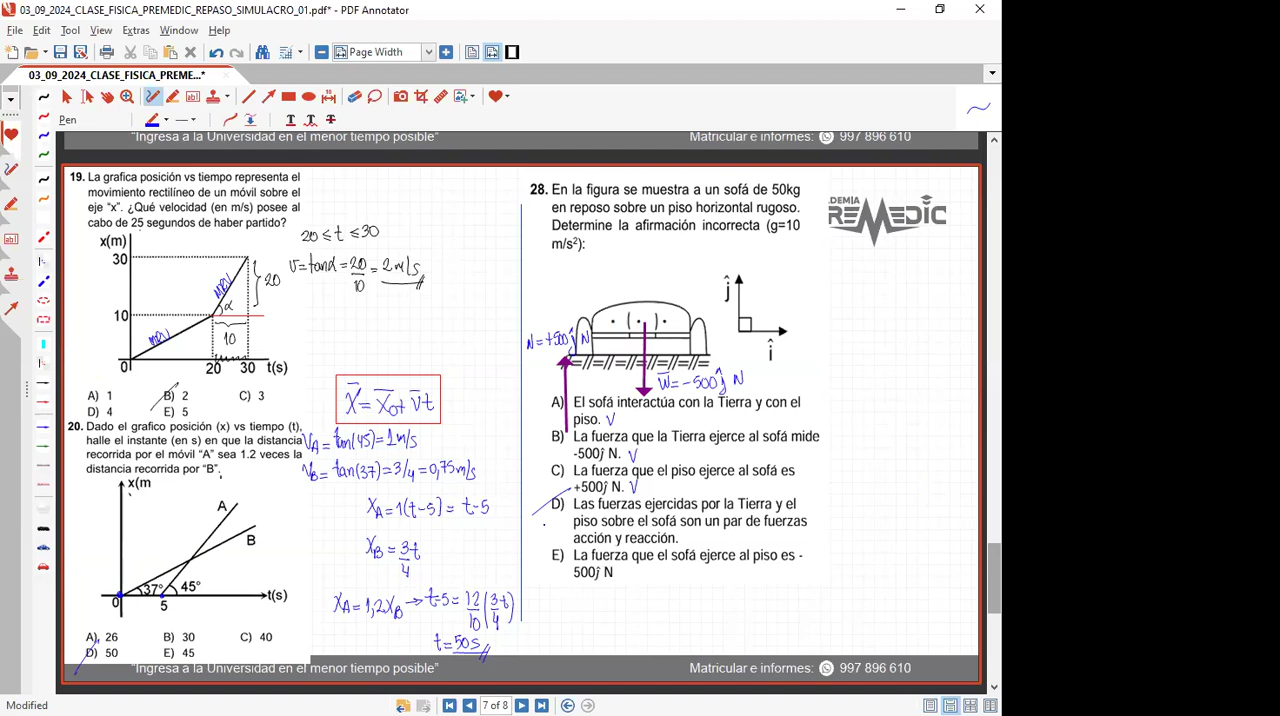 03_09_2024_CLASE_FISICA_PREMEDIC_REPASO_SIMULACRO_01.pdf* - PDF Annotator
File Edit Tool View Extras Window Help
Page Width
03_09_2024_CLASE_FISICA_PREME...*
Pen
"Ingresa a la Universidad en el menor tiempo posible" Matricular e informes: 997 896 610
19. La grafica posición vs tiempo representa el
movimiento rectilíneo de un móvil sobre el
eje "x". ¿Qué velocidad (en m/s) posee al
cabo de 25 segundos de haber partido?
x(m)
30
10
0
20 30 t(s)
MRU
MRU
α
10
20
20 ≤ t ≤ 30
V = tanα = 20/10 = 2 m/s
A) 1 B) 2 C) 3
D) 4 E) 5
20. Dado el grafico posición (x) vs tiempo (t),
halle el instante (en s) en que la distancia
recorrida por el móvil "A" sea 1.2 veces la
distancia recorrida por "B".
x(m
A
B
37° 45°
0 5 t(s)
A) 26 B) 30 C) 40
D) 50 E) 45
X = X0 + vt
VA = tan(45) = 1 m/s
VB = tan(37) = 3/4 = 0,75 m/s
XA = 1(t-5) = t-5
XB = 3/4 t
XA = 1,2XB → t-5 = 12/10 (3/4 t)
t = 50s
28. En la figura se muestra a un sofá de 50kg
en reposo sobre un piso horizontal rugoso.
Determine la afirmación incorrecta (g=10
m/s²):
.DEMIA
REMEDIC
ĵ
î
N = +500ĵ N
W = -500ĵ N
A) El sofá interactúa con la Tierra y con el
piso. V
B) La fuerza que la Tierra ejerce al sofá mide
-500ĵ N. V
C) La fuerza que el piso ejerce al sofá es
+500ĵ N. V
D) Las fuerzas ejercidas por la Tierra y el
piso sobre el sofá son un par de fuerzas
acción y reacción.
E) La fuerza que el sofá ejerce al piso es -
500ĵ N
"Ingresa a la Universidad en el menor tiempo posible" Matricular e informes: 997 896 610
Modified
7 of 8